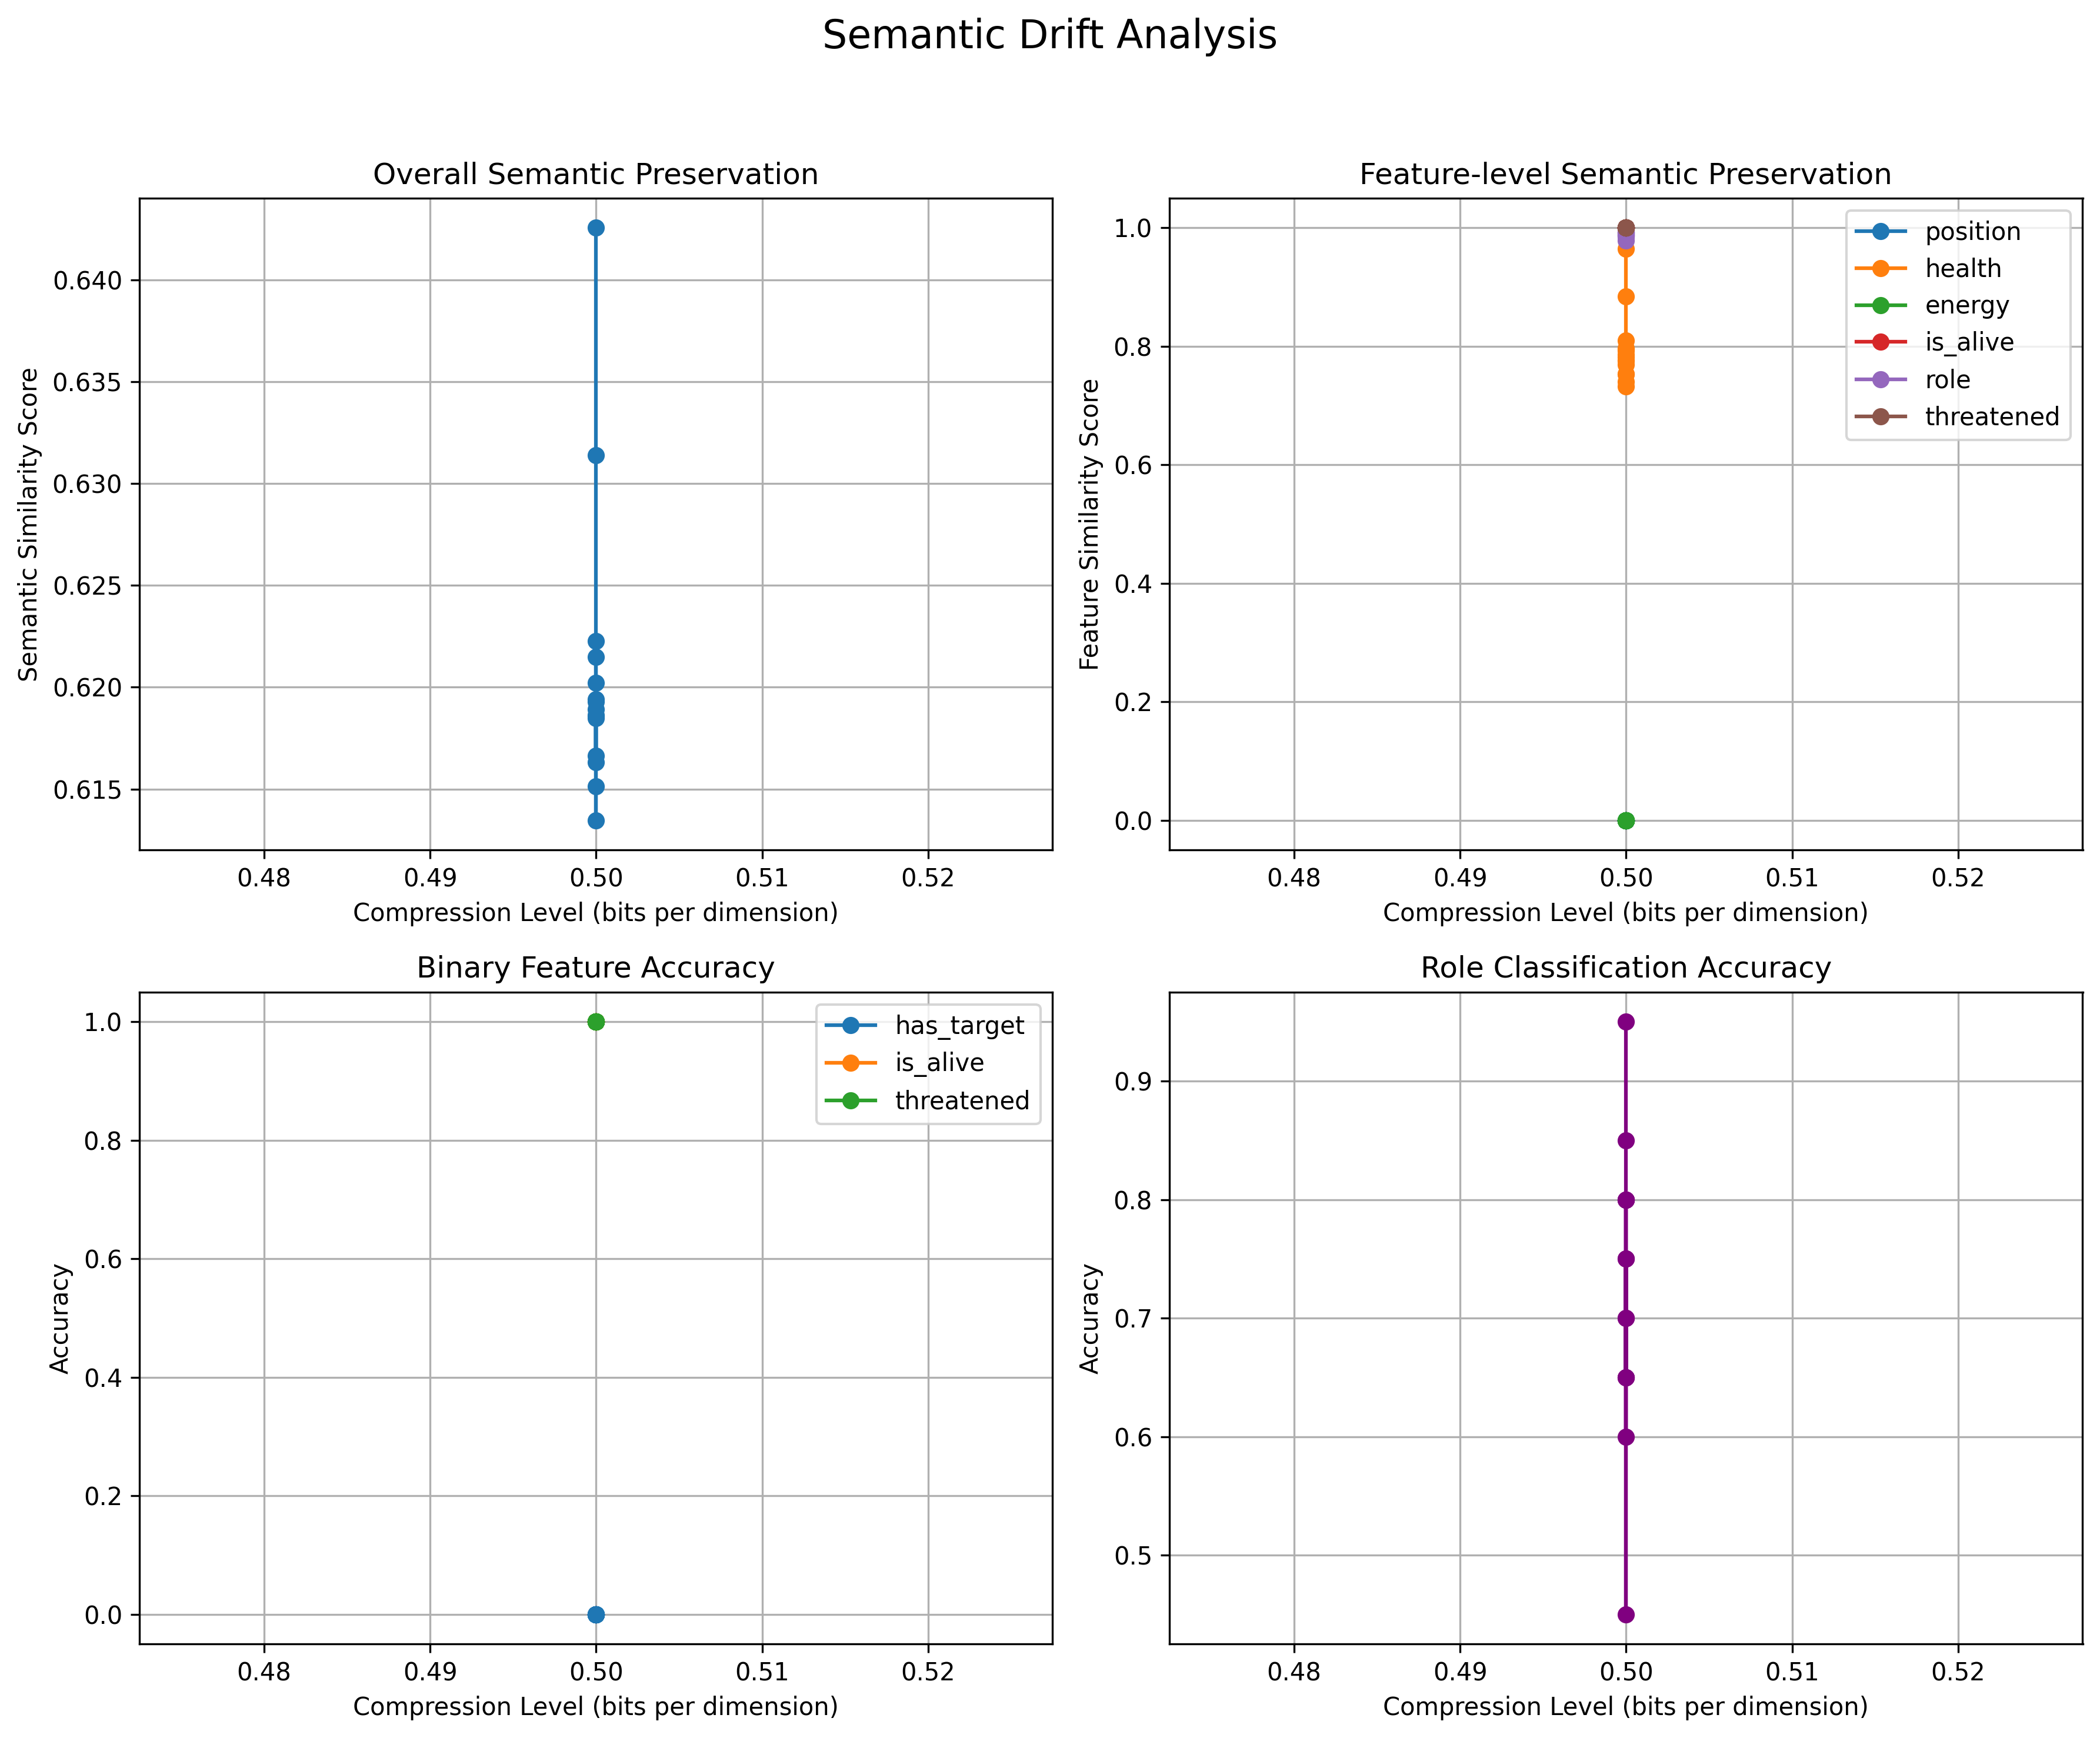 Semantic Drift Analysis
Overall Semantic Preservation
Semantic Similarity Score
0.640
0.635
0.630
0.625
0.620
0.615
0.48 0.49 0.50 0.51 0.52
Compression Level (bits per dimension)
Feature-level Semantic Preservation
Feature Similarity Score
1.0
0.8
0.6
0.4
0.2
0.0
position
health
energy
is_alive
role
threatened
0.48 0.49 0.50 0.51 0.52
Compression Level (bits per dimension)
Binary Feature Accuracy
Accuracy
1.0
0.8
0.6
0.4
0.2
0.0
has_target
is_alive
threatened
0.48 0.49 0.50 0.51 0.52
Compression Level (bits per dimension)
Role Classification Accuracy
Accuracy
0.9
0.8
0.7
0.6
0.5
0.48 0.49 0.50 0.51 0.52
Compression Level (bits per dimension)